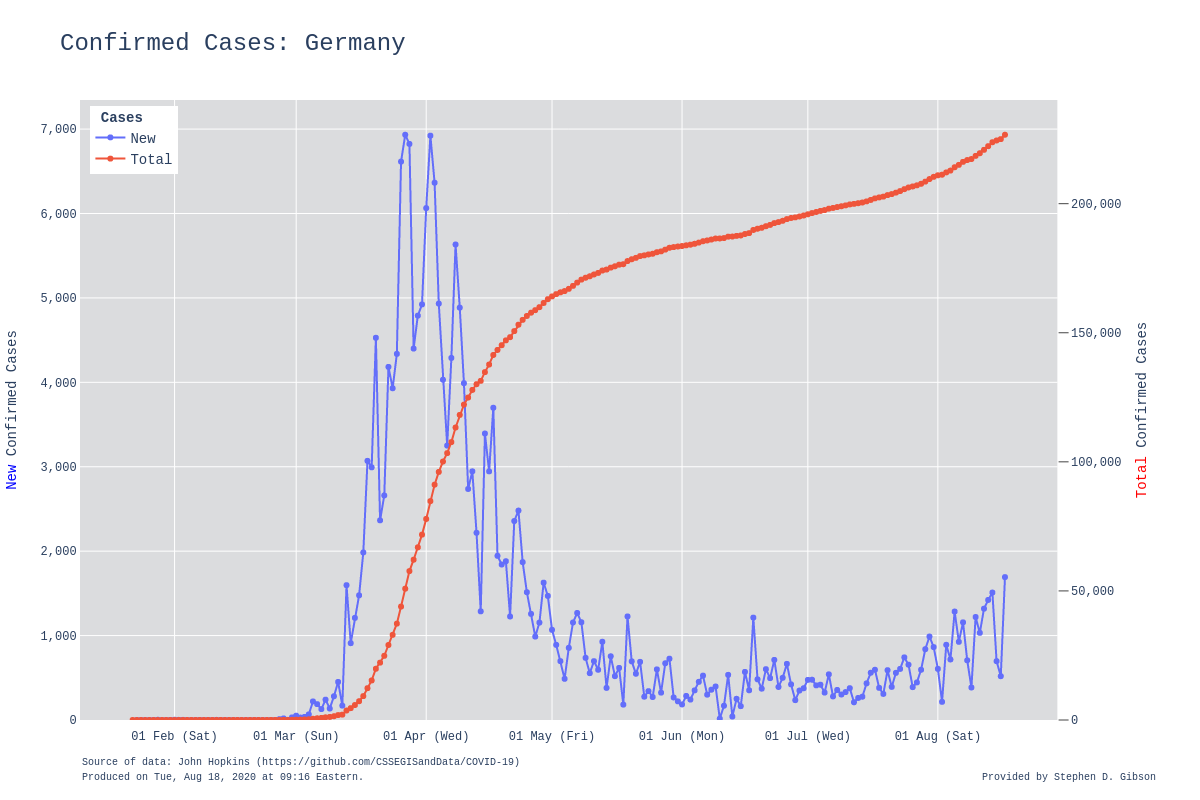 Confirmed Cases: Germany
Cases
New
Total
7,000
6,000
5,000
4,000
3,000
2,000
1,000
0
New Confirmed Cases
200,000
150,000
100,000
50,000
0
Total Confirmed Cases
01 Feb (Sat) 01 Mar (Sun) 01 Apr (Wed) 01 May (Fri) 01 Jun (Mon) 01 Jul (Wed) 01 Aug (Sat)
Source of data: John Hopkins (https://github.com/CSSEGISandData/COVID-19)
Produced on Tue, Aug 18, 2020 at 09:16 Eastern.
Provided by Stephen D. Gibson